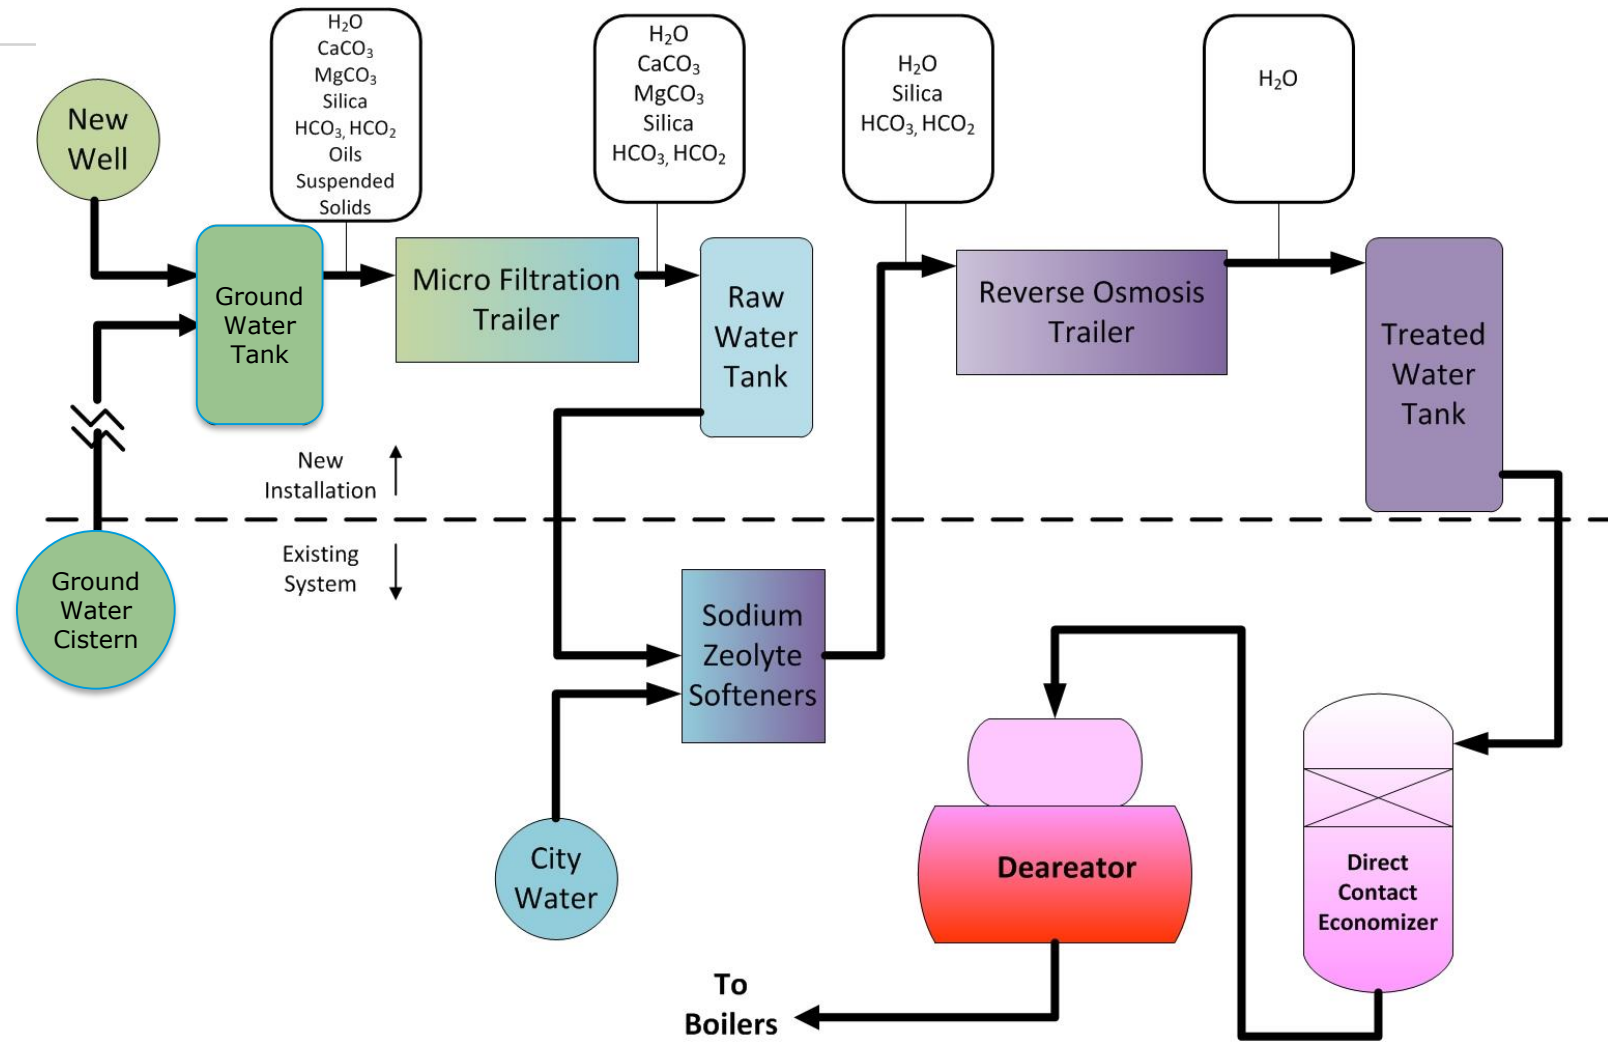 H₂O
CaCO₃
MgCO₃
Silica
HCO₃, HCO₂
Oils
Suspended
Solids
H₂O
CaCO₃
MgCO₃
Silica
HCO₃, HCO₂
H₂O
Silica
HCO₃, HCO₂
H₂O
New
Well
Ground
Water
Tank
Micro Filtration
Trailer
Raw
Water
Tank
Reverse Osmosis
Trailer
Treated
Water
Tank
New
Installation
Existing
System
Ground
Water
Cistern
Sodium
Zeolyte
Softeners
City
Water
Deareator
Direct
Contact
Economizer
To
Boilers